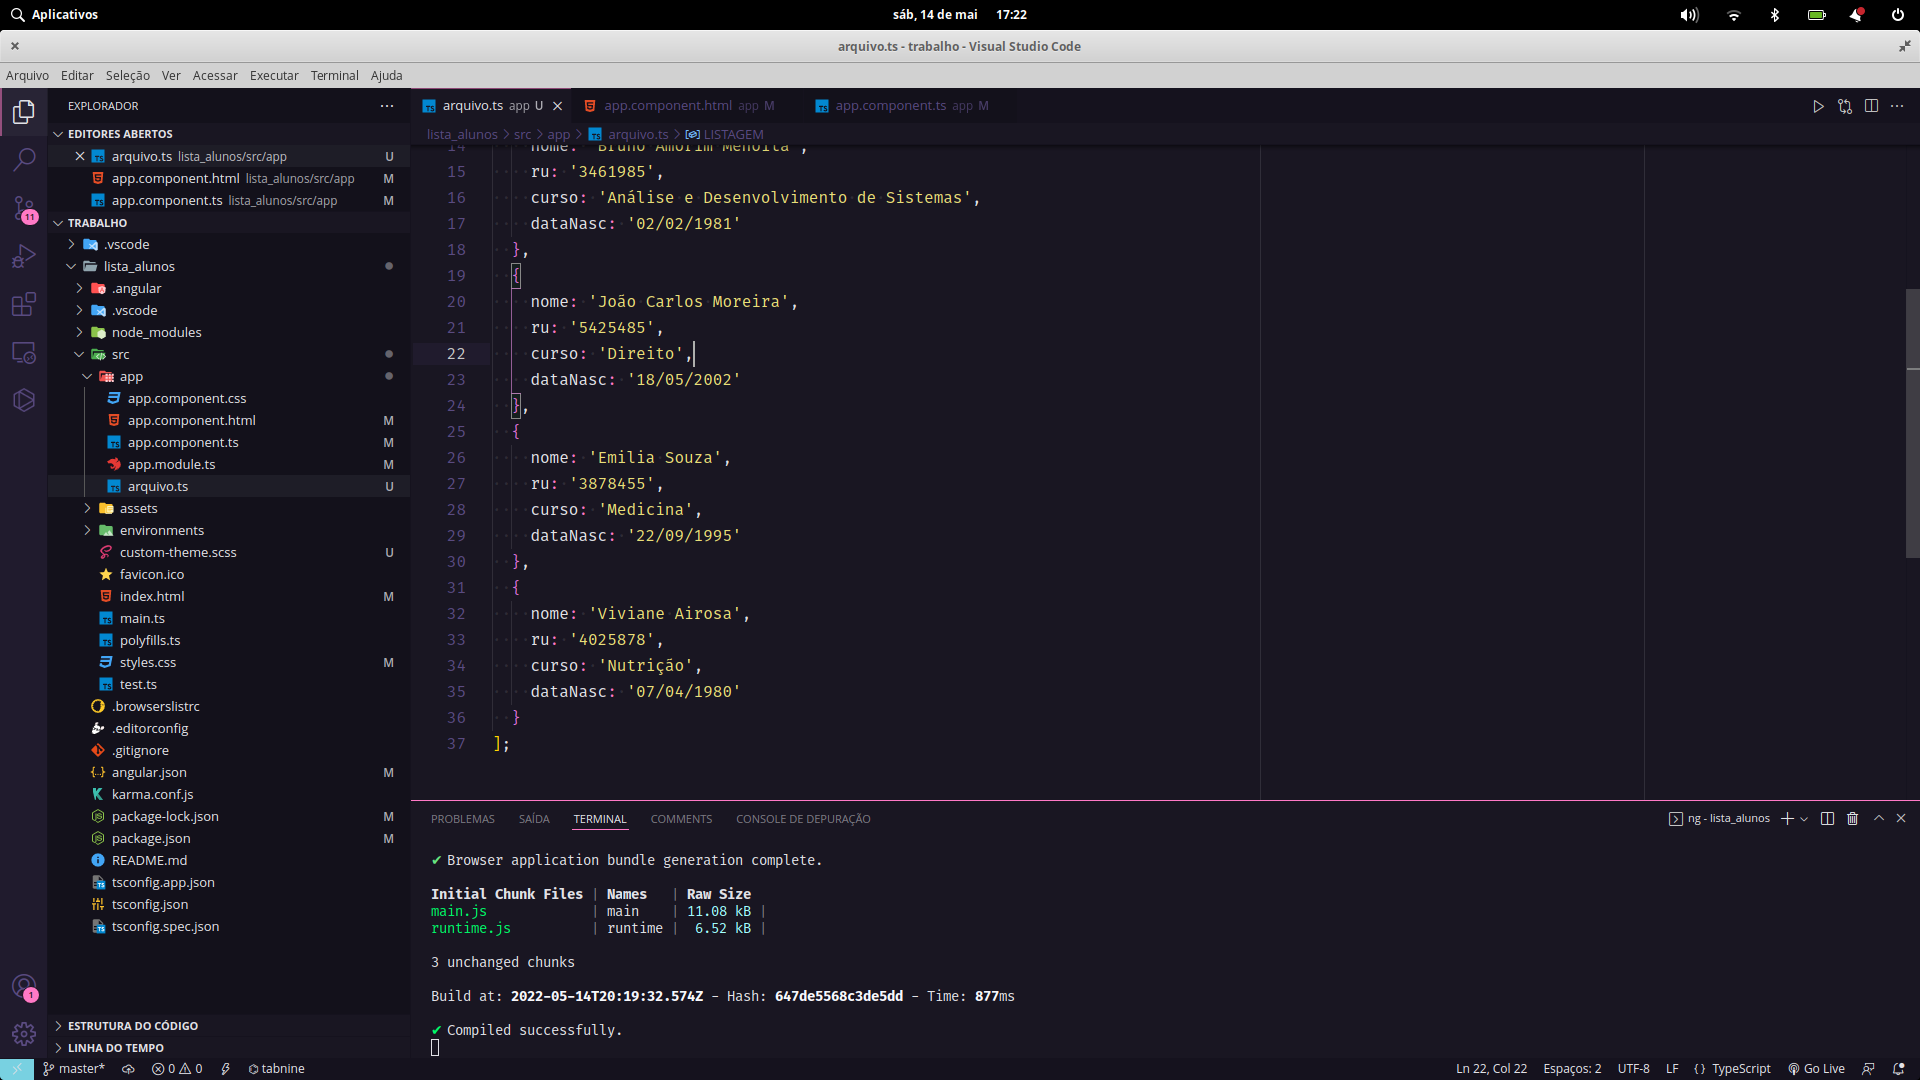 Aplicativos
sáb, 14 de mai 17:22
arquivo.ts - trabalho - Visual Studio Code
Arquivo Editar Seleção Ver Acessar Executar Terminal Ajuda
EXPLORADOR
arquivo.ts app U
app.component.html app M
app.component.ts app M
EDITORES ABERTOS
arquivo.ts lista_alunos/src/app U
app.component.html lista_alunos/src/app M
app.component.ts lista_alunos/src/app M
11
TRABALHO
.vscode
lista_alunos
.angular
.vscode
node_modules
src
app
app.component.css
app.component.html M
app.component.ts M
app.module.ts M
arquivo.ts U
assets
environments
custom-theme.scss U
favicon.ico
index.html M
main.ts
polyfills.ts
styles.css M
test.ts
.browserslistrc
.editorconfig
.gitignore
angular.json M
karma.conf.js
package-lock.json M
package.json M
README.md
tsconfig.app.json
tsconfig.json
tsconfig.spec.json
1
ESTRUTURA DO CÓDIGO
LINHA DO TEMPO
lista_alunos > src > app > arquivo.ts > LISTAGEM
14 nome: 'Bruno Amorim Menolta',
15 ru: '3461985',
16 curso: 'Análise e Desenvolvimento de Sistemas',
17 dataNasc: '02/02/1981'
18 },
19 {
20 nome: 'João Carlos Moreira',
21 ru: '5425485',
22 curso: 'Direito',
23 dataNasc: '18/05/2002'
24 },
25 {
26 nome: 'Emilia Souza',
27 ru: '3878455',
28 curso: 'Medicina',
29 dataNasc: '22/09/1995'
30 },
31 {
32 nome: 'Viviane Airosa',
33 ru: '4025878',
34 curso: 'Nutrição',
35 dataNasc: '07/04/1980'
36 }
37 ];
PROBLEMAS SAÍDA TERMINAL COMMENTS CONSOLE DE DEPURAÇÃO
ng - lista_alunos
✔ Browser application bundle generation complete.
Initial Chunk Files | Names | Raw Size
main.js | main | 11.08 kB |
runtime.js | runtime | 6.52 kB |
3 unchanged chunks
Build at: 2022-05-14T20:19:32.574Z - Hash: 647de5568c3de5dd - Time: 877ms
✔ Compiled successfully.
master* 0 0 tabnine
Ln 22, Col 22 Espaços: 2 UTF-8 LF {} TypeScript Go Live